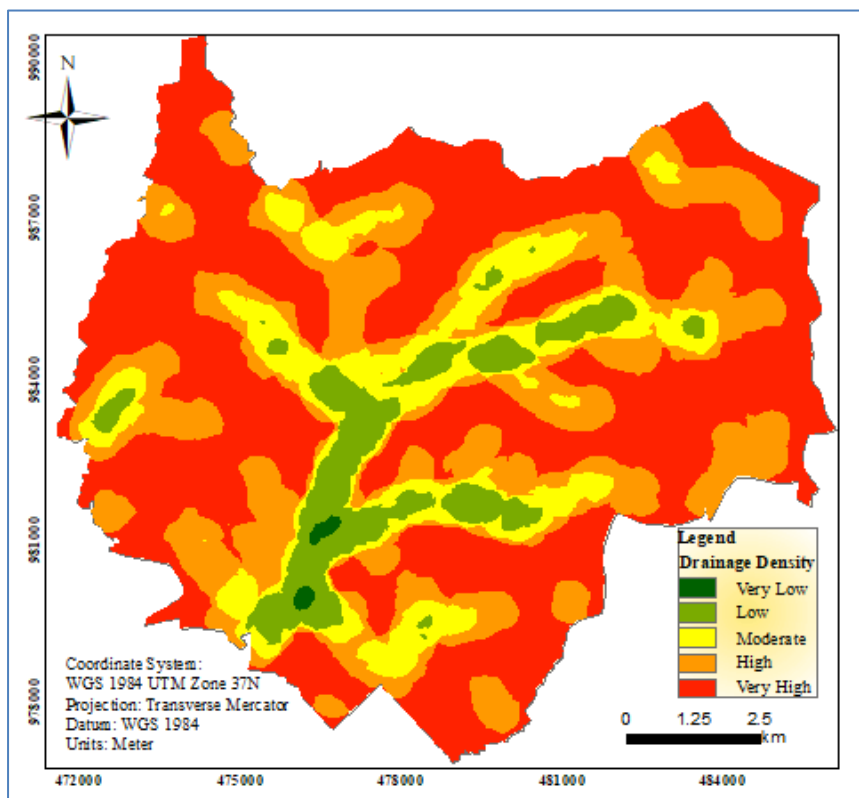 990000
N
987000
984000
981000
978000
Legend
Drainage Density
Very Low
Low
Moderate
High
Very High
Coordinate System:
WGS 1984 UTM Zone 37N
Projection: Transverse Mercator
Datum: WGS 1984
Units: Meter
0 1.25 2.5
km
472000 475000 478000 481000 484000